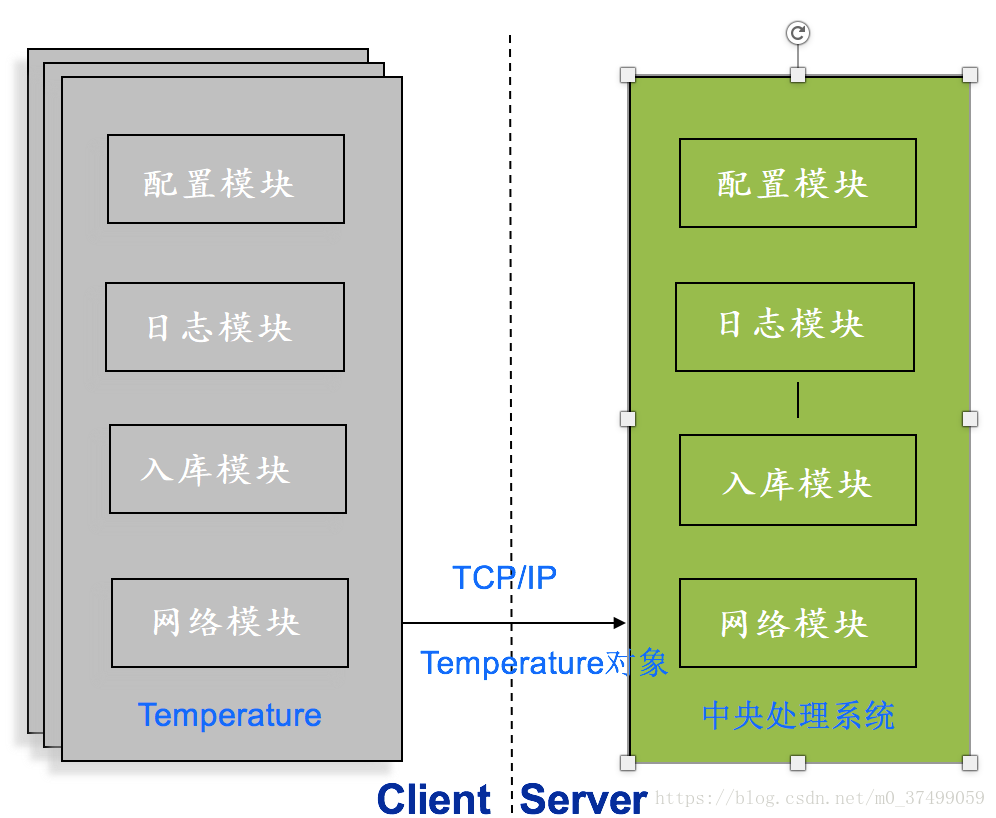 配置模块
日志模块
入库模块
网络模块
Temperature
TCP/IP
Temperature对象
配置模块
日志模块
入库模块
网络模块
中央处理系统
Client
Server
https://blog.csdn.net/m0_37499059